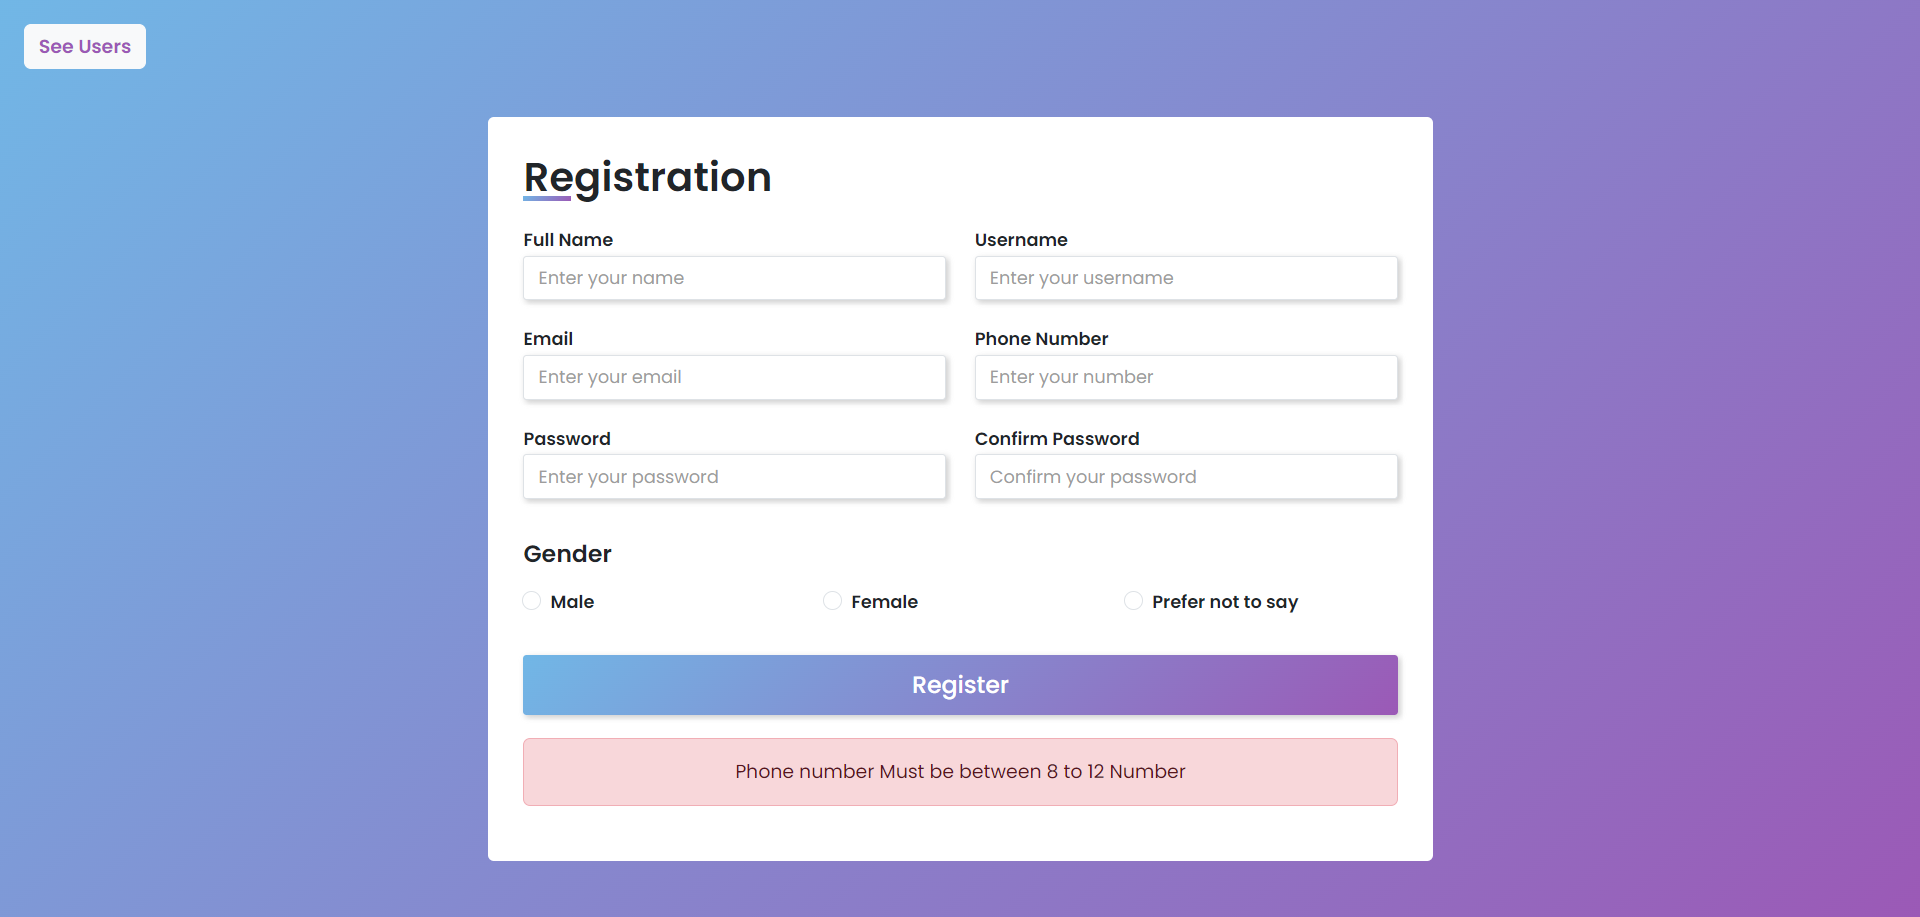 See Users
Registration
Full Name
Username
Enter your name
Enter your username
Email
Phone Number
Enter your email
Enter your number
Password
Confirm Password
Enter your password
Confirm your password
Gender
Male
Female
Prefer not to say
Register
Phone number Must be between 8 to 12 Number